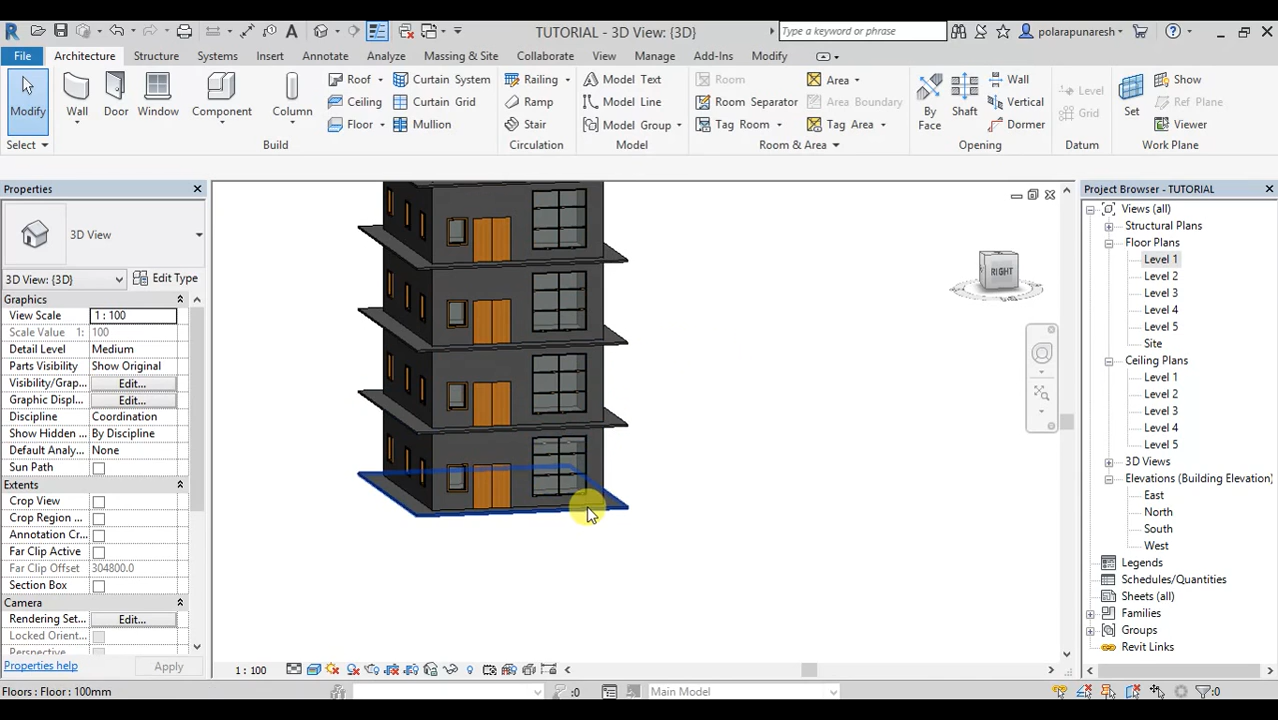 TUTORIAL - 3D View: {3D}
Type a keyword or phrase
polarapunaresh
File Architecture Structure Systems Insert Annotate Analyze Massing & Site Collaborate View Manage Add-Ins Modify
Modify
Wall
Door
Window
Component
Column
Roof
Ceiling
Floor
Curtain System
Curtain Grid
Mullion
Railing
Ramp
Stair
Model Text
Model Line
Model Group
Room
Room Separator
Tag Room
Area
Area Boundary
Tag Area
By
Face
Shaft
Wall
Vertical
Dormer
Level
Grid
Set
Show
Ref Plane
Viewer
Select Build Circulation Model Room & Area Opening Datum Work Plane
Properties
3D View
3D View: {3D} Edit Type
Graphics
View Scale 1 : 100
Scale Value 1: 100
Detail Level Medium
Parts Visibility Show Original
Visibility/Grap... Edit...
Graphic Displ... Edit...
Discipline Coordination
Show Hidden ... By Discipline
Default Analy... None
Sun Path
Extents
Crop View
Crop Region ...
Annotation Cr...
Far Clip Active
Far Clip Offset 304800.0
Section Box
Camera
Rendering Set... Edit...
Locked Orient...
Perspective
Properties help Apply
RIGHT
1 : 100
Project Browser - TUTORIAL
Views (all)
Structural Plans
Floor Plans
Level 1
Level 2
Level 3
Level 4
Level 5
Site
Ceiling Plans
Level 1
Level 2
Level 3
Level 4
Level 5
3D Views
Elevations (Building Elevation)
East
North
South
West
Legends
Schedules/Quantities
Sheets (all)
Families
Groups
Revit Links
Floors : Floor : 100mm
:0
Main Model
:0